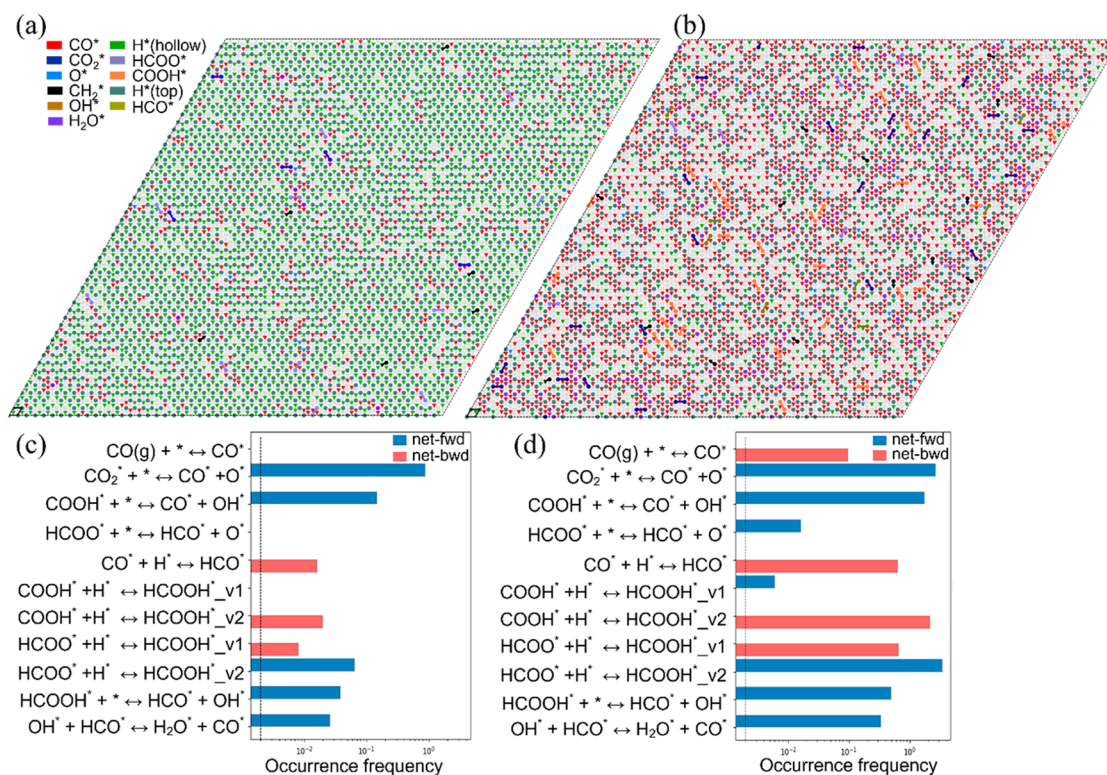 (a)
(b)
CO* H*(hollow)
CO₂* HCOO*
O* COOH*
CH₂* H*(top)
OH* HCO*
H₂O*
(c)
net-fwd
net-bwd
CO(g) + * ↔ CO*
CO₂* + * ↔ CO* +O*
COOH* + * ↔ CO* + OH*
HCOO* + * ↔ HCO* + O*
CO* + H* ↔ HCO*
COOH* +H* ↔ HCOOH*_v1
COOH* +H* ↔ HCOOH*_v2
HCOO* +H* ↔ HCOOH*_v1
HCOO* +H* ↔ HCOOH*_v2
HCOOH* + * ↔ HCO* + OH*
OH* + HCO* ↔ H₂O* + CO*
10⁻² 10⁻¹ 10⁰
Occurrence frequency
(d)
net-fwd
net-bwd
CO(g) + * ↔ CO*
CO₂* + * ↔ CO* +O*
COOH* + * ↔ CO* + OH*
HCOO* + * ↔ HCO* + O*
CO* + H* ↔ HCO*
COOH* +H* ↔ HCOOH*_v1
COOH* +H* ↔ HCOOH*_v2
HCOO* +H* ↔ HCOOH*_v1
HCOO* +H* ↔ HCOOH*_v2
HCOOH* + * ↔ HCO* + OH*
OH* + HCO* ↔ H₂O* + CO*
10⁻² 10⁻¹ 10⁰
Occurrence frequency